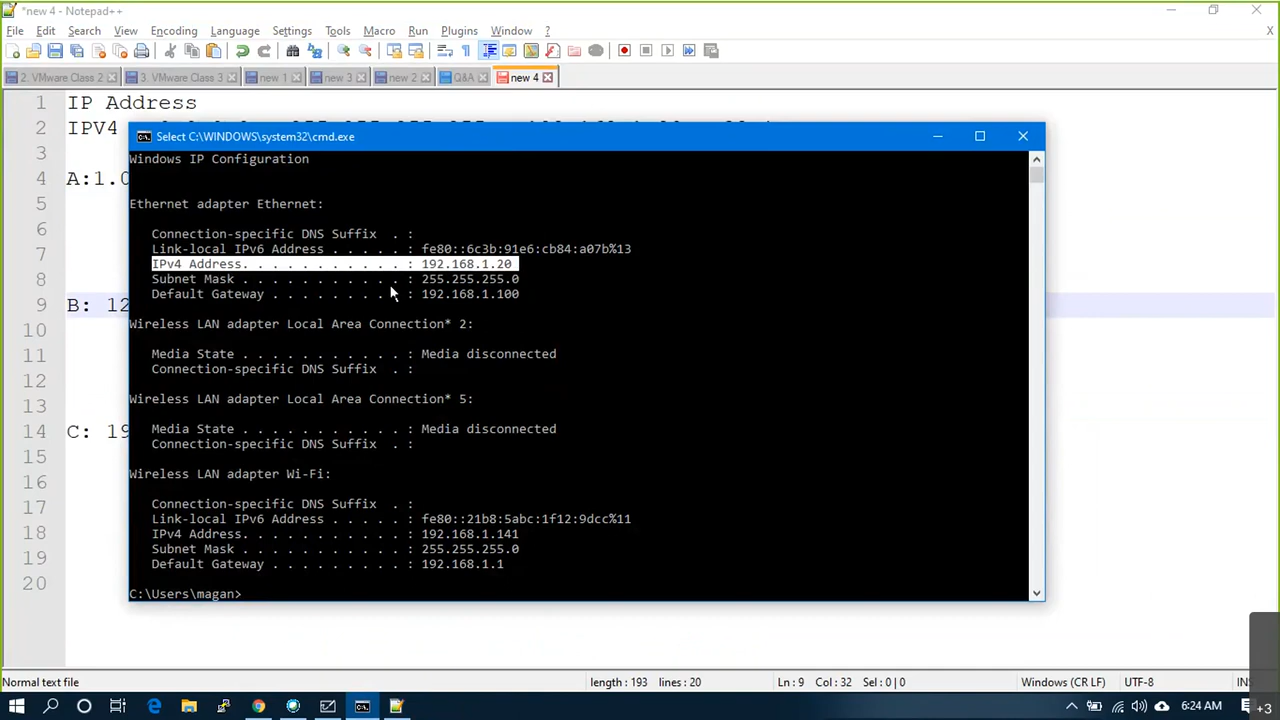 *new 4 - Notepad++
File Edit Search View Encoding Language Settings Tools Macro Run Plugins Window ? X
2. VMware Class 2 3. VMware Class 3 new 1 new 3 new 2 Q&A new 4
1 IP Address
2 IPV4
3
4 A:1.0
5
6
7
8
9 B: 12
10
11
12
13
14 C: 19
15
16
17
18
19
20
Select C:\WINDOWS\system32\cmd.exe
Windows IP Configuration
Ethernet adapter Ethernet:
Connection-specific DNS Suffix . :
Link-local IPv6 Address . . . . . : fe80::6c3b:91e6:cb84:a07b%13
IPv4 Address. . . . . . . . . . . : 192.168.1.20
Subnet Mask . . . . . . . . . . . : 255.255.255.0
Default Gateway . . . . . . . . . : 192.168.1.100
Wireless LAN adapter Local Area Connection* 2:
Media State . . . . . . . . . . . : Media disconnected
Connection-specific DNS Suffix . :
Wireless LAN adapter Local Area Connection* 5:
Media State . . . . . . . . . . . : Media disconnected
Connection-specific DNS Suffix . :
Wireless LAN adapter Wi-Fi:
Connection-specific DNS Suffix . :
Link-local IPv6 Address . . . . . : fe80::21b8:5abc:1f12:9dcc%11
IPv4 Address. . . . . . . . . . . : 192.168.1.141
Subnet Mask . . . . . . . . . . . : 255.255.255.0
Default Gateway . . . . . . . . . : 192.168.1.1
C:\Users\magan>
Normal text file length : 193 lines : 20 Ln : 9 Col : 32 Sel : 0 | 0 Windows (CR LF) UTF-8 IN
6:24 AM +3